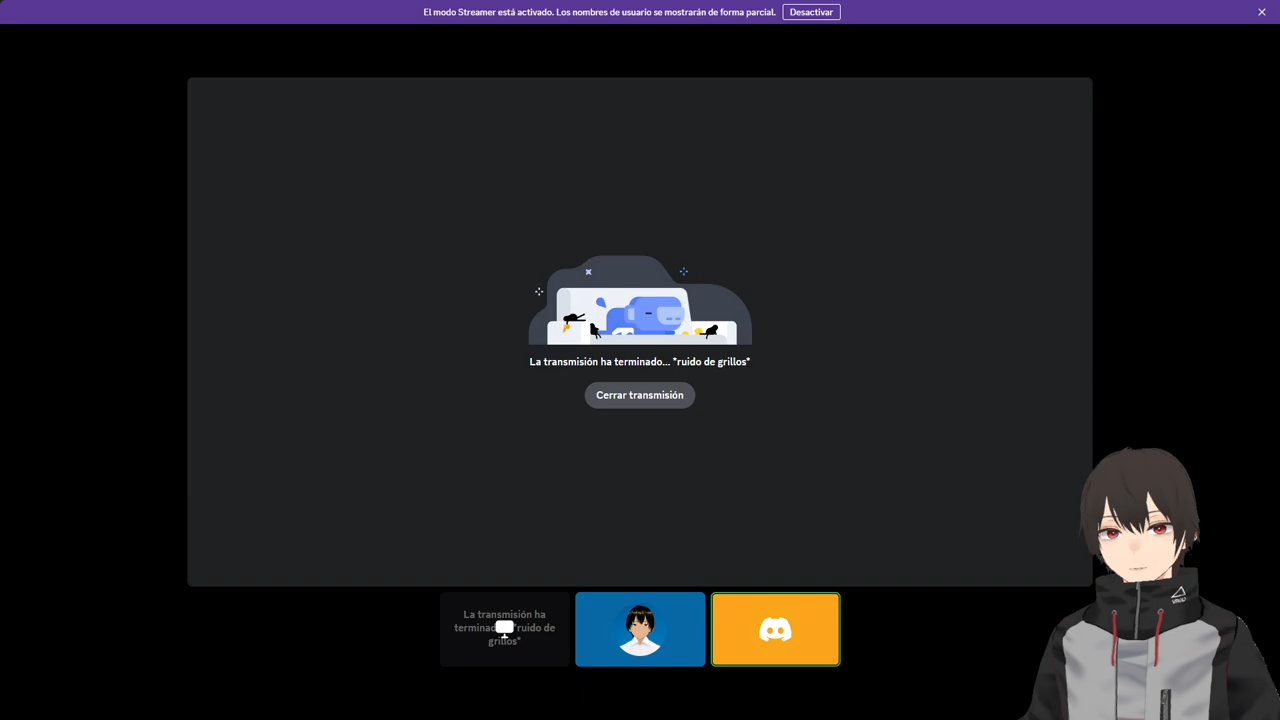 El modo Streamer está activado. Los nombres de usuario se mostrarán de forma parcial. Desactivar
La transmisión ha terminado... *ruido de grillos*
Cerrar transmisión
La transmisión ha
*ruido de
grillos*